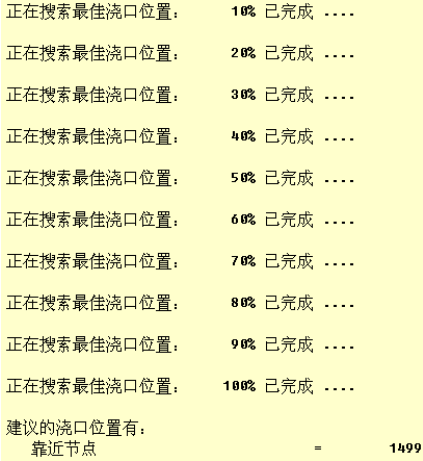 正在搜索最佳浇口位置: 10% 已完成 ....
正在搜索最佳浇口位置: 20% 已完成 ....
正在搜索最佳浇口位置: 30% 已完成 ....
正在搜索最佳浇口位置: 40% 已完成 ....
正在搜索最佳浇口位置: 50% 已完成 ....
正在搜索最佳浇口位置: 60% 已完成 ....
正在搜索最佳浇口位置: 70% 已完成 ....
正在搜索最佳浇口位置: 80% 已完成 ....
正在搜索最佳浇口位置: 90% 已完成 ....
正在搜索最佳浇口位置: 100% 已完成 ....
建议的浇口位置有:
靠近节点 = 1499